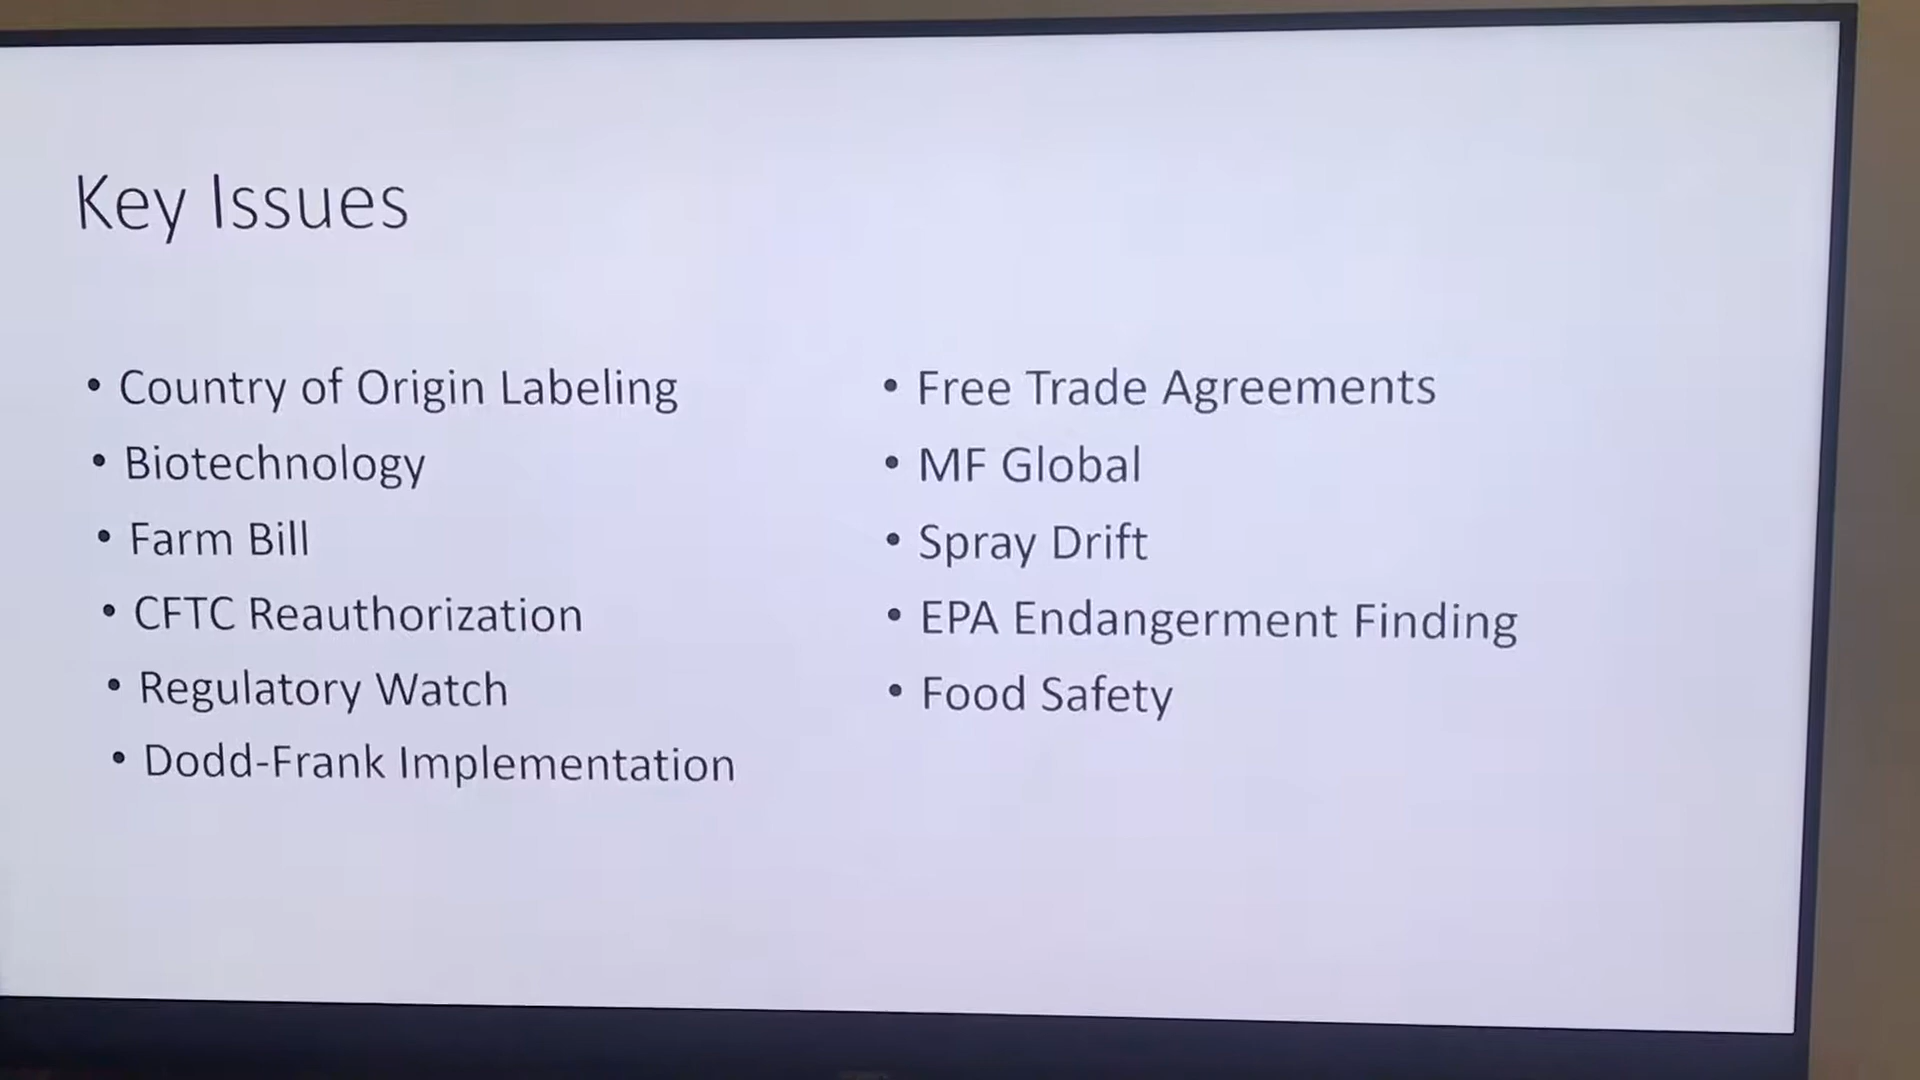 Key Issues
• Country of Origin Labeling
• Biotechnology
• Farm Bill
• CFTC Reauthorization
• Regulatory Watch
• Dodd-Frank Implementation
• Free Trade Agreements
• MF Global
• Spray Drift
• EPA Endangerment Finding
• Food Safety